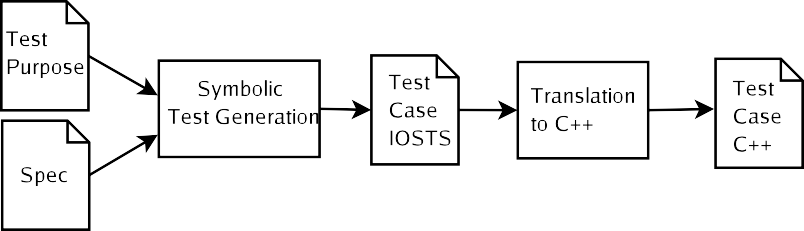 Test
Purpose
Spec
Symbolic
Test Generation
Test
Case
IOSTS
Translation
to C++
Test
Case
C++